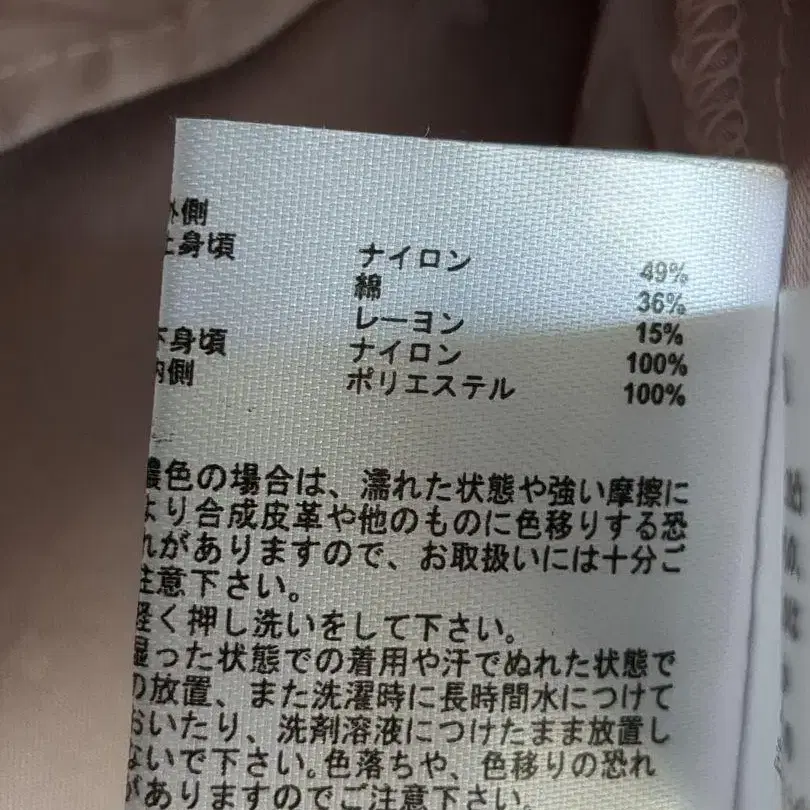 外側
上身頃 ナイロン 49%
綿 36%
レーヨン 15%
下身頃 ナイロン 100%
内側 ポリエステル 100%
濃色の場合は、濡れた状態や強い摩擦に
より合成皮革や他のものに色移りする恐
れがありますので、お取扱いには十分ご
注意下さい。
軽く押し洗いをして下さい。
湿った状態での着用や汗でぬれた状態で
の放置、また洗濯時に長時間水につけて
おいたり、洗剤溶液につけたまま放置し
ないで下さい。色落ちや、色移りの恐れ
がありますのでご注意下さい。